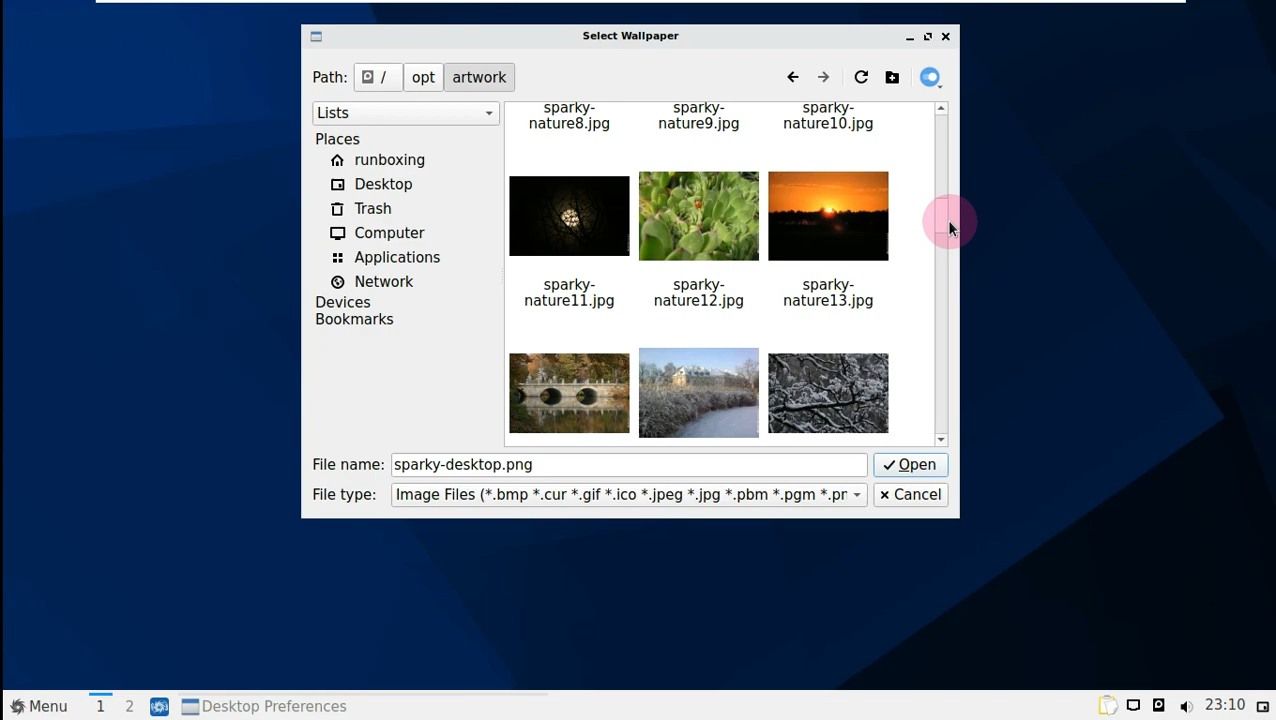 Select Wallpaper
Path:
/
opt
artwork
Lists
Places
runboxing
Desktop
Trash
Computer
Applications
Network
Devices
Bookmarks
sparky-
nature8.jpg
sparky-
nature9.jpg
sparky-
nature10.jpg
sparky-
nature11.jpg
sparky-
nature12.jpg
sparky-
nature13.jpg
File name:
sparky-desktop.png
Open
File type:
Image Files (*.bmp *.cur *.gif *.ico *.jpeg *.jpg *.pbm *.pgm *.pr
Cancel
Menu
1
2
Desktop Preferences
23:10